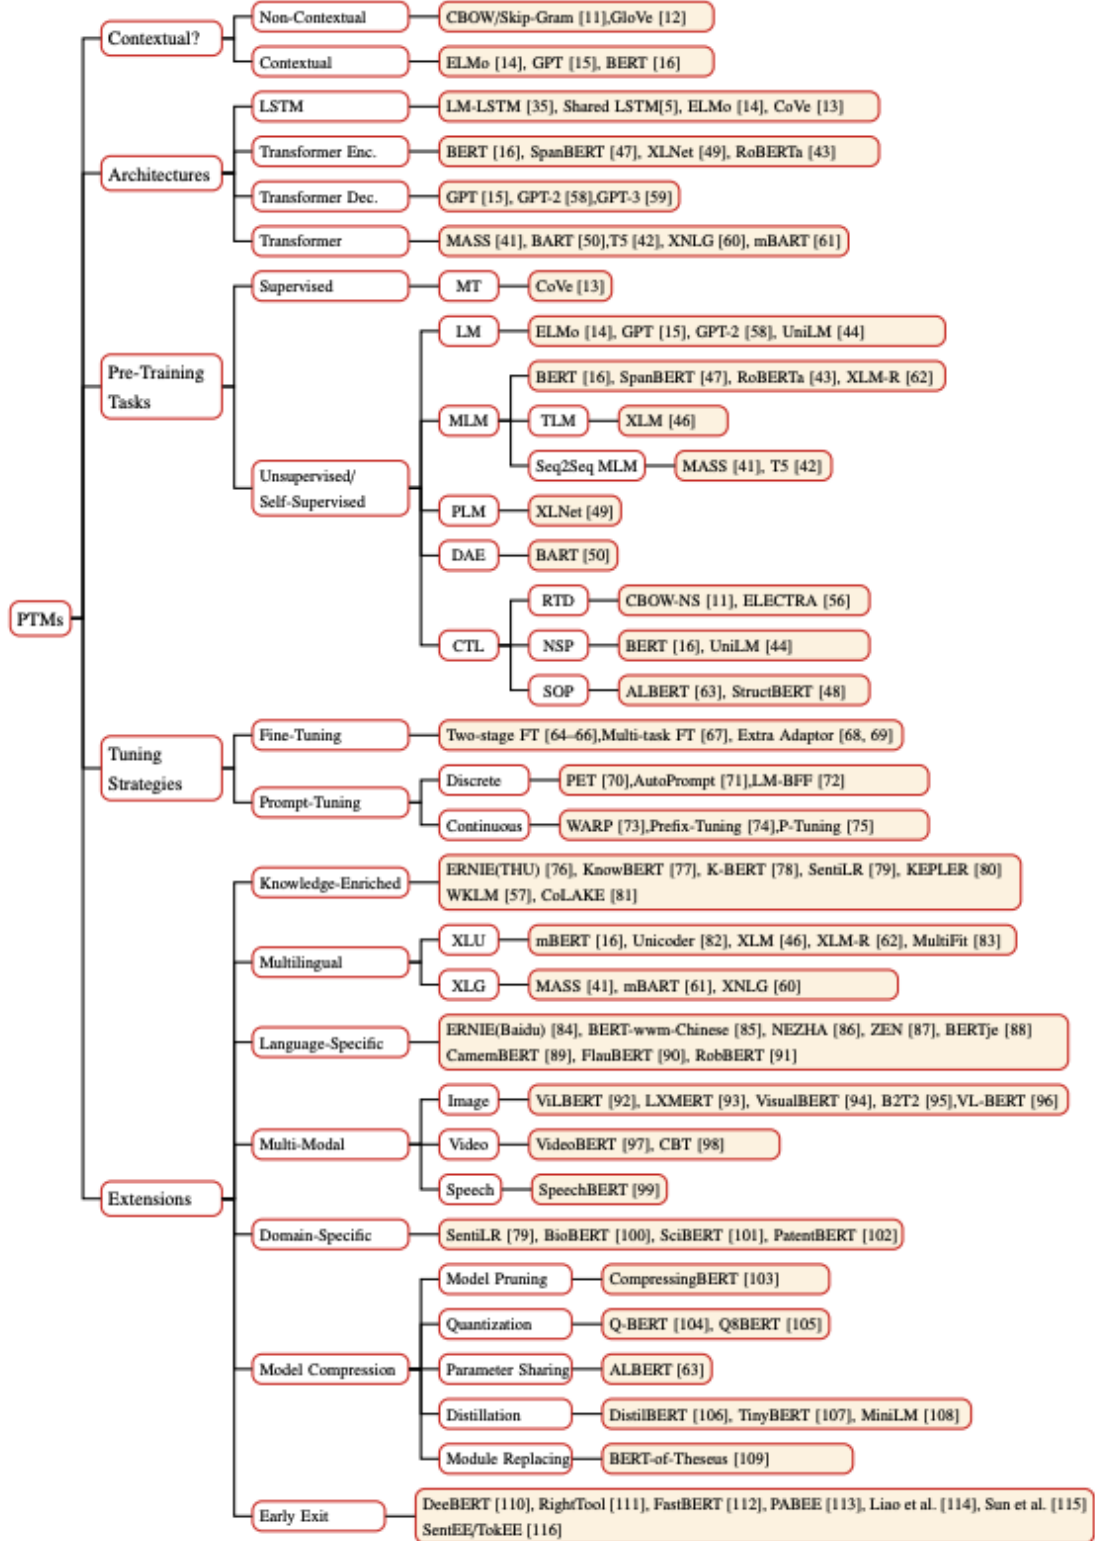 Non-Contextual
CBOW/Skip-Gram [11],GloVe [12]
Contextual?
Contextual
ELMo [14], GPT [15], BERT [16]
LSTM
LM-LSTM [35], Shared LSTM[5], ELMo [14], CoVe [13]
Transformer Enc.
BERT [16], SpanBERT [47], XLNet [49], RoBERTa [43]
Architectures
Transformer Dec.
GPT [15], GPT-2 [58],GPT-3 [59]
Transformer
MASS [41], BART [50],T5 [42], XNLG [60], mBART [61]
Supervised
MT
CoVe [13]
LM
ELMo [14], GPT [15], GPT-2 [58], UniLM [44]
Pre-Training
Tasks
BERT [16], SpanBERT [47], RoBERTa [43], XLM-R [62]
MLM
TLM
XLM [46]
Seq2Seq MLM
MASS [41], T5 [42]
Unsupervised/
Self-Supervised
PLM
XLNet [49]
DAE
BART [50]
PTMs
RTD
CBOW-NS [11], ELECTRA [56]
CTL
NSP
BERT [16], UniLM [44]
SOP
ALBERT [63], StructBERT [48]
Tuning
Strategies
Fine-Tuning
Two-stage FT [64–66],Multi-task FT [67], Extra Adaptor [68, 69]
Prompt-Tuning
Discrete
PET [70],AutoPrompt [71],LM-BFF [72]
Continuous
WARP [73],Prefix-Tuning [74],P-Tuning [75]
Knowledge-Enriched
ERNIE(THU) [76], KnowBERT [77], K-BERT [78], SentiLR [79], KEPLER [80]
WKLM [57], CoLAKE [81]
Multilingual
XLU
mBERT [16], Unicoder [82], XLM [46], XLM-R [62], MultiFit [83]
XLG
MASS [41], mBART [61], XNLG [60]
Language-Specific
ERNIE(Baidu) [84], BERT-wwm-Chinese [85], NEZHA [86], ZEN [87], BERTje [88]
CamemBERT [89], FlauBERT [90], RobBERT [91]
Image
ViLBERT [92], LXMERT [93], VisualBERT [94], B2T2 [95],VL-BERT [96]
Multi-Modal
Video
VideoBERT [97], CBT [98]
Speech
SpeechBERT [99]
Extensions
Domain-Specific
SentiLR [79], BioBERT [100], SciBERT [101], PatentBERT [102]
Model Pruning
CompressingBERT [103]
Quantization
Q-BERT [104], Q8BERT [105]
Model Compression
Parameter Sharing
ALBERT [63]
Distillation
DistilBERT [106], TinyBERT [107], MiniLM [108]
Module Replacing
BERT-of-Theseus [109]
Early Exit
DeeBERT [110], RightTool [111], FastBERT [112], PABEE [113], Liao et al. [114], Sun et al. [115]
SentEE/TokEE [116]